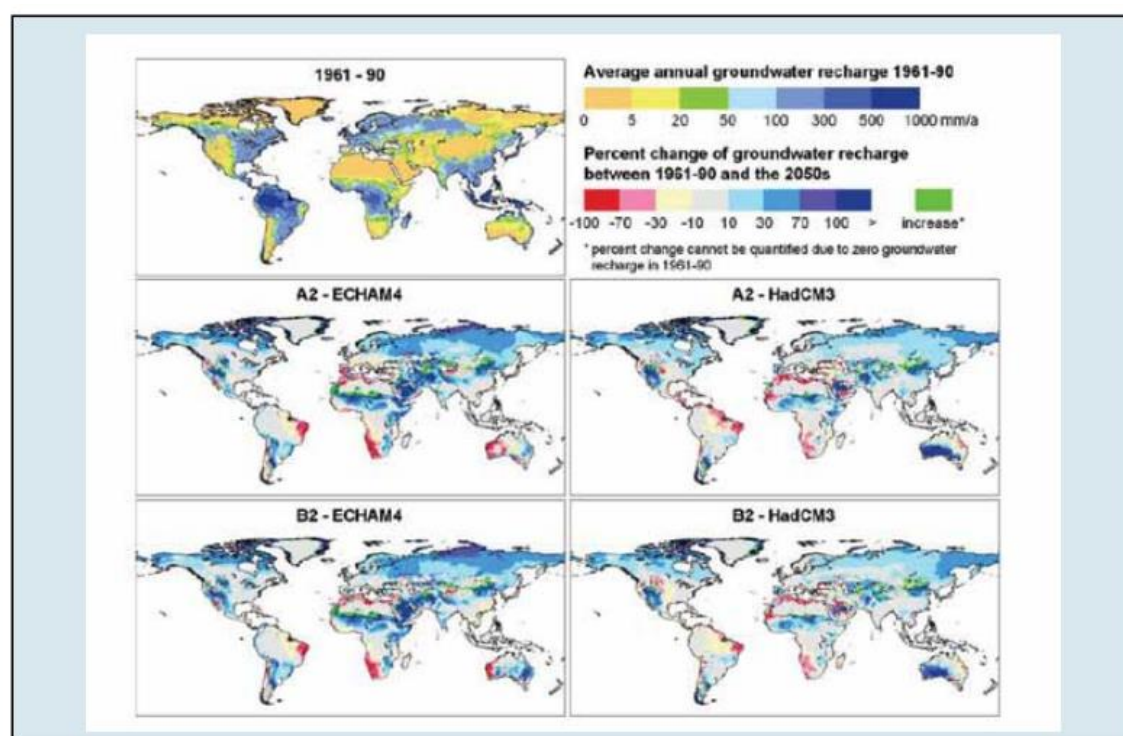 1961 - 90
Average annual groundwater recharge 1961-90
0 5 20 50 100 300 500 1000 mm/a
Percent change of groundwater recharge
between 1961-90 and the 2050s
-100 -70 -30 -10 10 30 70 100 > increase*
* percent change cannot be quantified due to zero groundwater
recharge in 1961-90
A2 - ECHAM4
A2 - HadCM3
B2 - ECHAM4
B2 - HadCM3